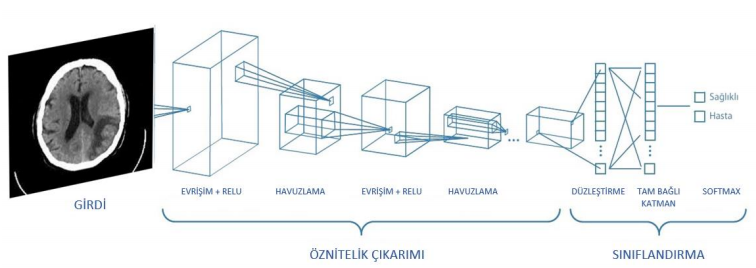 Sağlıklı
Hasta
EVRİŞİM + RELU
HAVUZLAMA
EVRİŞİM + RELU
HAVUZLAMA
DÜZLEŞTİRME
TAM BAĞLI
KATMAN
SOFTMAX
GİRDİ
ÖZNİTELİK ÇIKARIMI
SINIFLANDIRMA